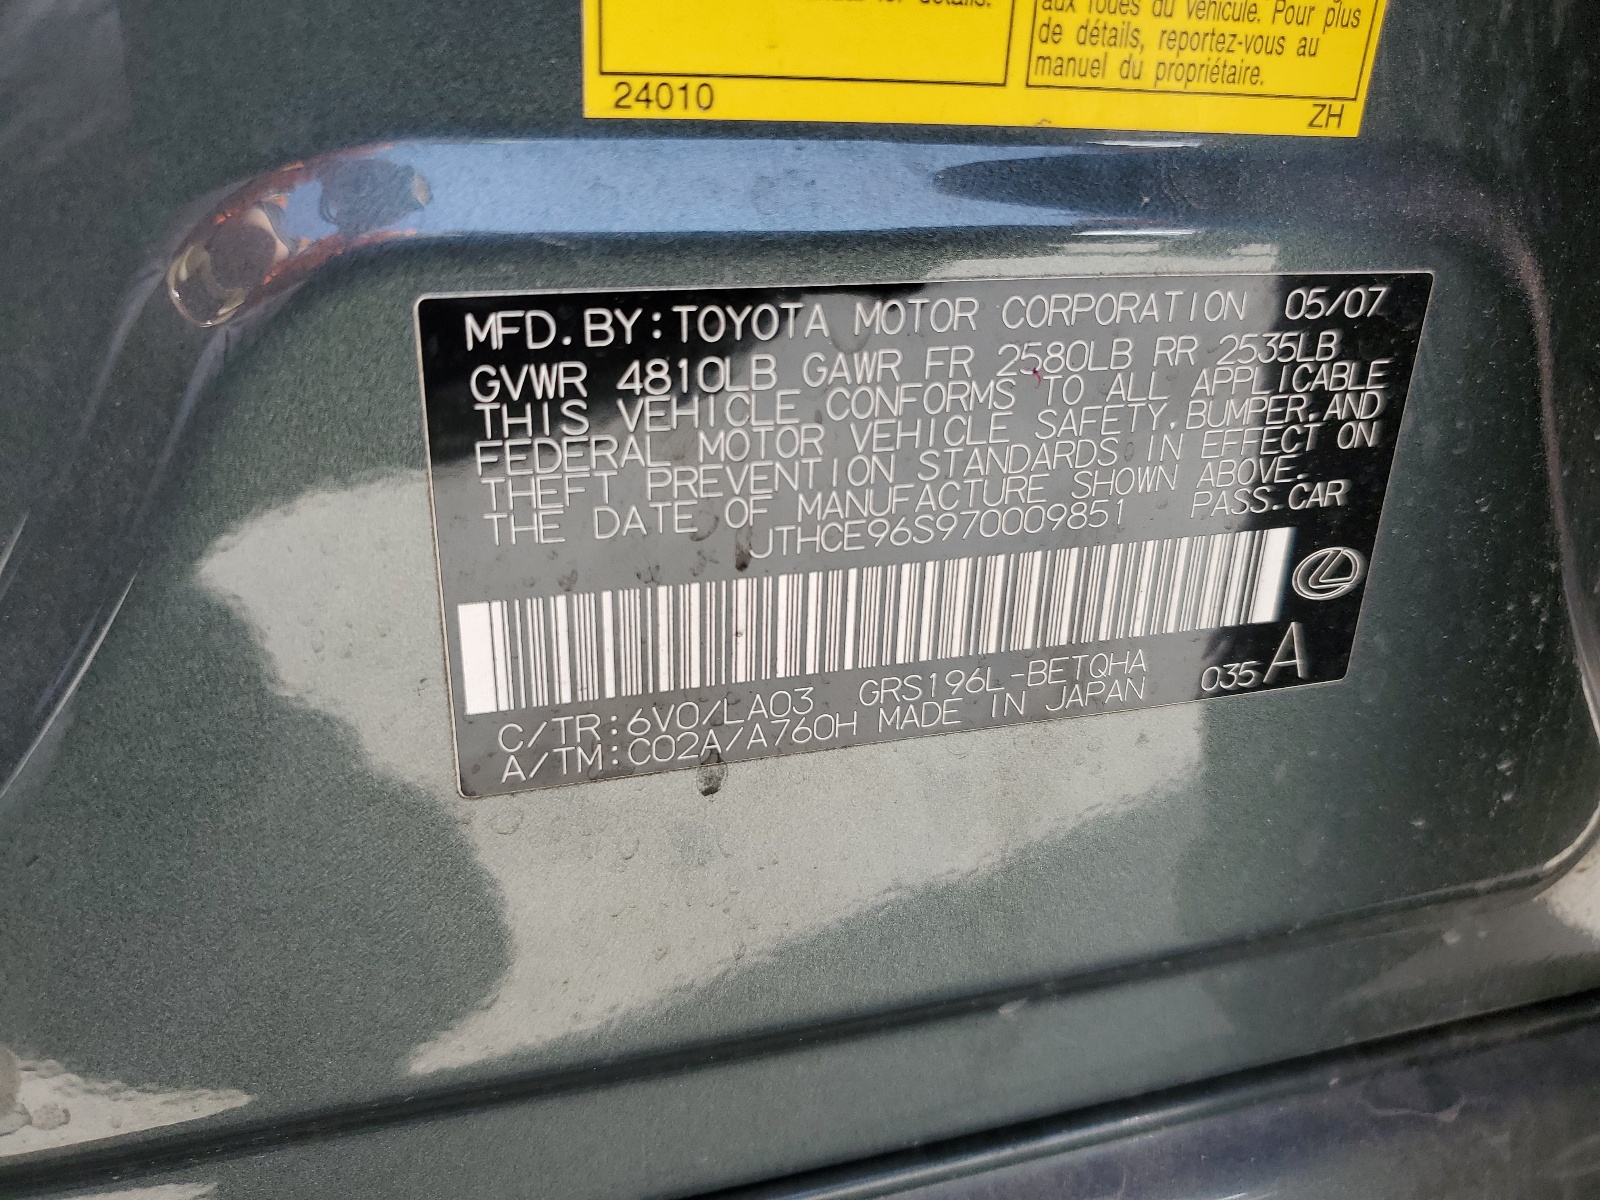 manual for details.
aux roues du véhicule. Pour plus
de détails, reportez-vous au
manuel du propriétaire.
24010
ZH
MFD. BY: TOYOTA MOTOR CORPORATION 05/07
GVWR 4810LB GAWR FR 2580LB RR 2535LB
THIS VEHICLE CONFORMS TO ALL APPLICABLE
FEDERAL MOTOR VEHICLE SAFETY, BUMPER, AND
THEFT PREVENTION STANDARDS IN EFFECT ON
THE DATE OF MANUFACTURE SHOWN ABOVE.
JTHCE96S970009851 PASS. CAR
035 A
C/TR: 6V0/LA03 GRS196L-BETQHA
A/TM: C02A/A760H MADE IN JAPAN